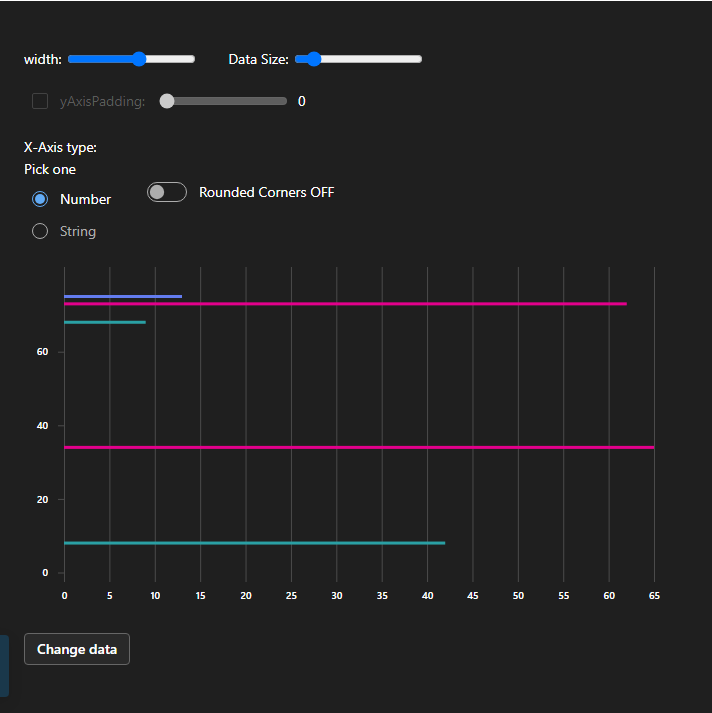 width: Data Size:
yAxisPadding: 0
X-Axis type:
Pick one
Number Rounded Corners OFF
String
60
40
20
0
0 5 10 15 20 25 30 35 40 45 50 55 60 65
Change data